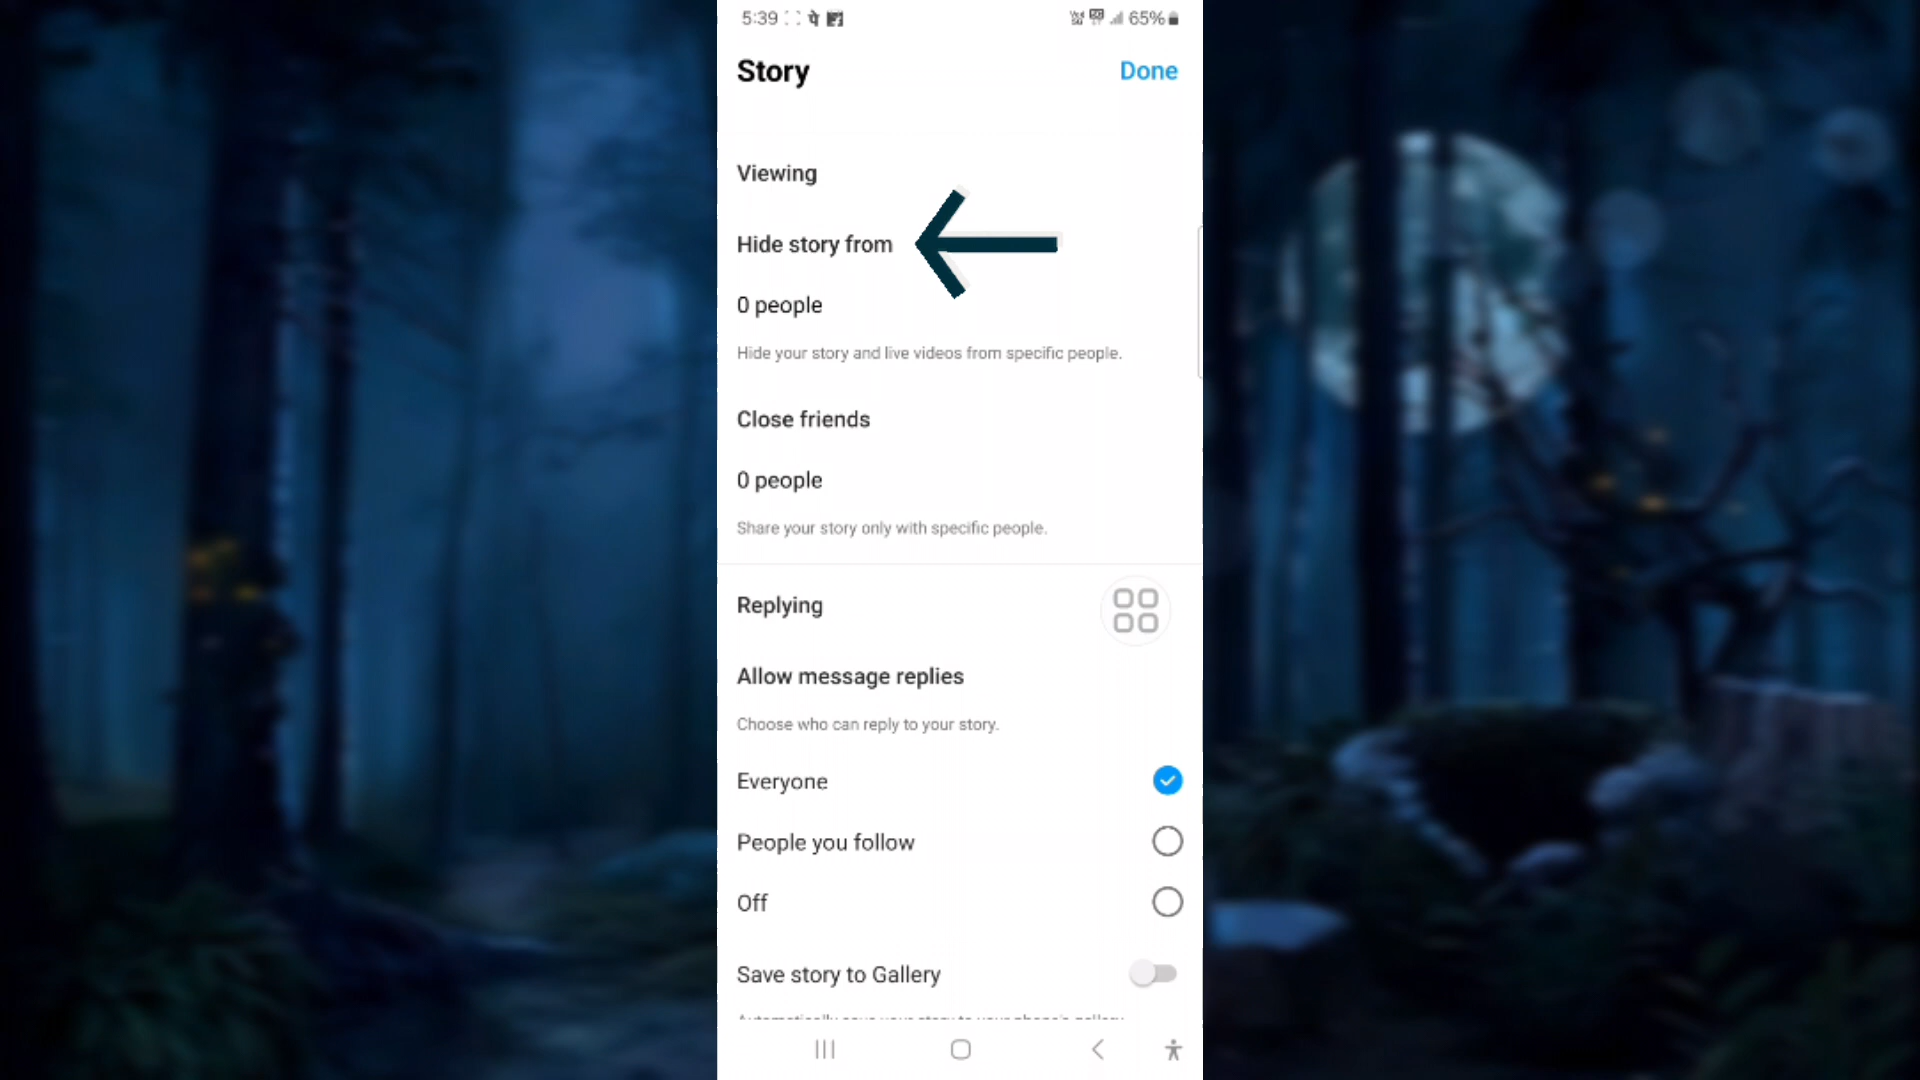 5:39
65%
Story
Done
Viewing
Hide story from
0 people
Hide your story and live videos from specific people.
Close friends
0 people
Share your story only with specific people.
Replying
Allow message replies
Choose who can reply to your story.
Everyone
People you follow
Off
Save story to Gallery